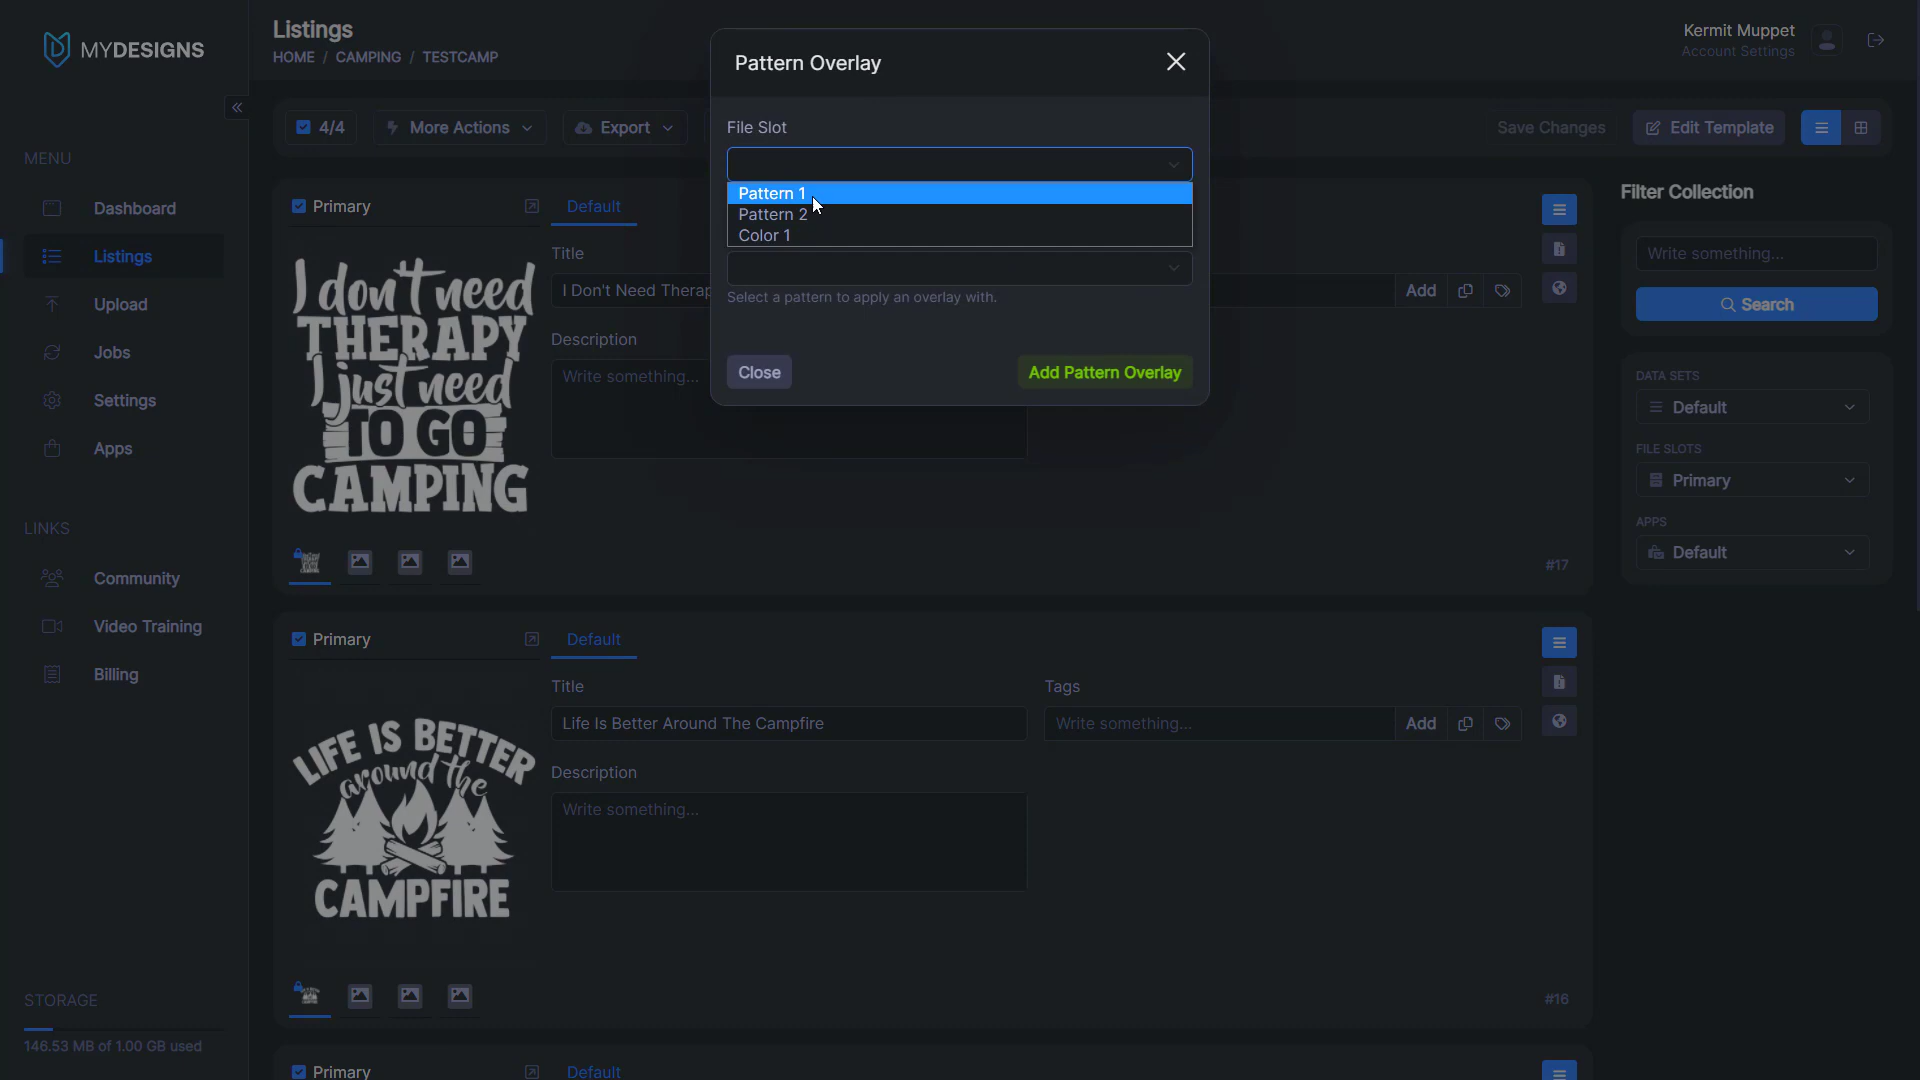 MYDESIGNS
MENU
Dashboard
Listings
Upload
Jobs
Settings
Apps
LINKS
Community
Video Training
Billing
STORAGE
146.53 MB of 1.00 GB used
Listings
HOME / CAMPING / TESTCAMP
Kermit Muppet
Account Settings
4/4
More Actions
Export
Save Changes
Edit Template
Pattern Overlay
File Slot
Pattern 1
Pattern 2
Color 1
Select a pattern to apply an overlay with.
Close
Add Pattern Overlay
Primary
Default
I don't need
THERAPY
I just need
TO GO
CAMPING
Title
I Don't Need Therap
Add
Description
Write something...
#17
Primary
Default
LIFE IS BETTER
around the
CAMPFIRE
Title
Life Is Better Around The Campfire
Tags
Write something...
Add
Description
Write something...
#16
Primary
Default
Filter Collection
Write something...
Search
DATA SETS
Default
FILE SLOTS
Primary
APPS
Default